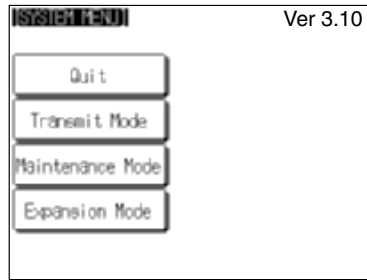 [SYSTEM MENU] Ver 3.10
Quit
Transmit Mode
Maintenance Mode
Expansion Mode